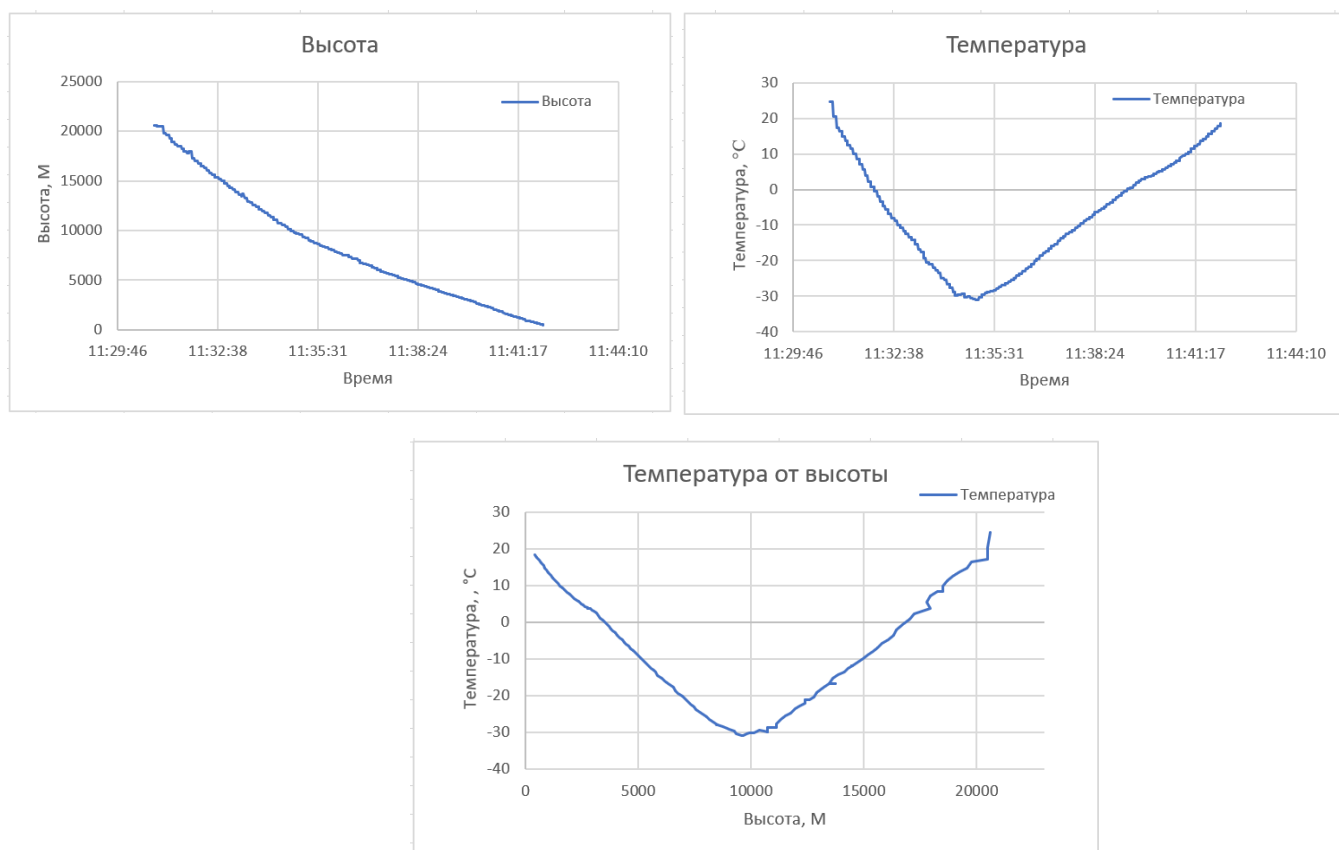 Высота
25000
20000
15000
10000
5000
0
Высота, М
Высота
11:29:46 11:32:38 11:35:31 11:38:24 11:41:17 11:44:10
Время
Температура
30
20
10
0
-10
-20
-30
-40
Температура, °C
Температура
11:29:46 11:32:38 11:35:31 11:38:24 11:41:17 11:44:10
Время
Температура от высоты
Температура
30
20
10
0
-10
-20
-30
-40
Температура, , °C
0 5000 10000 15000 20000
Высота, М